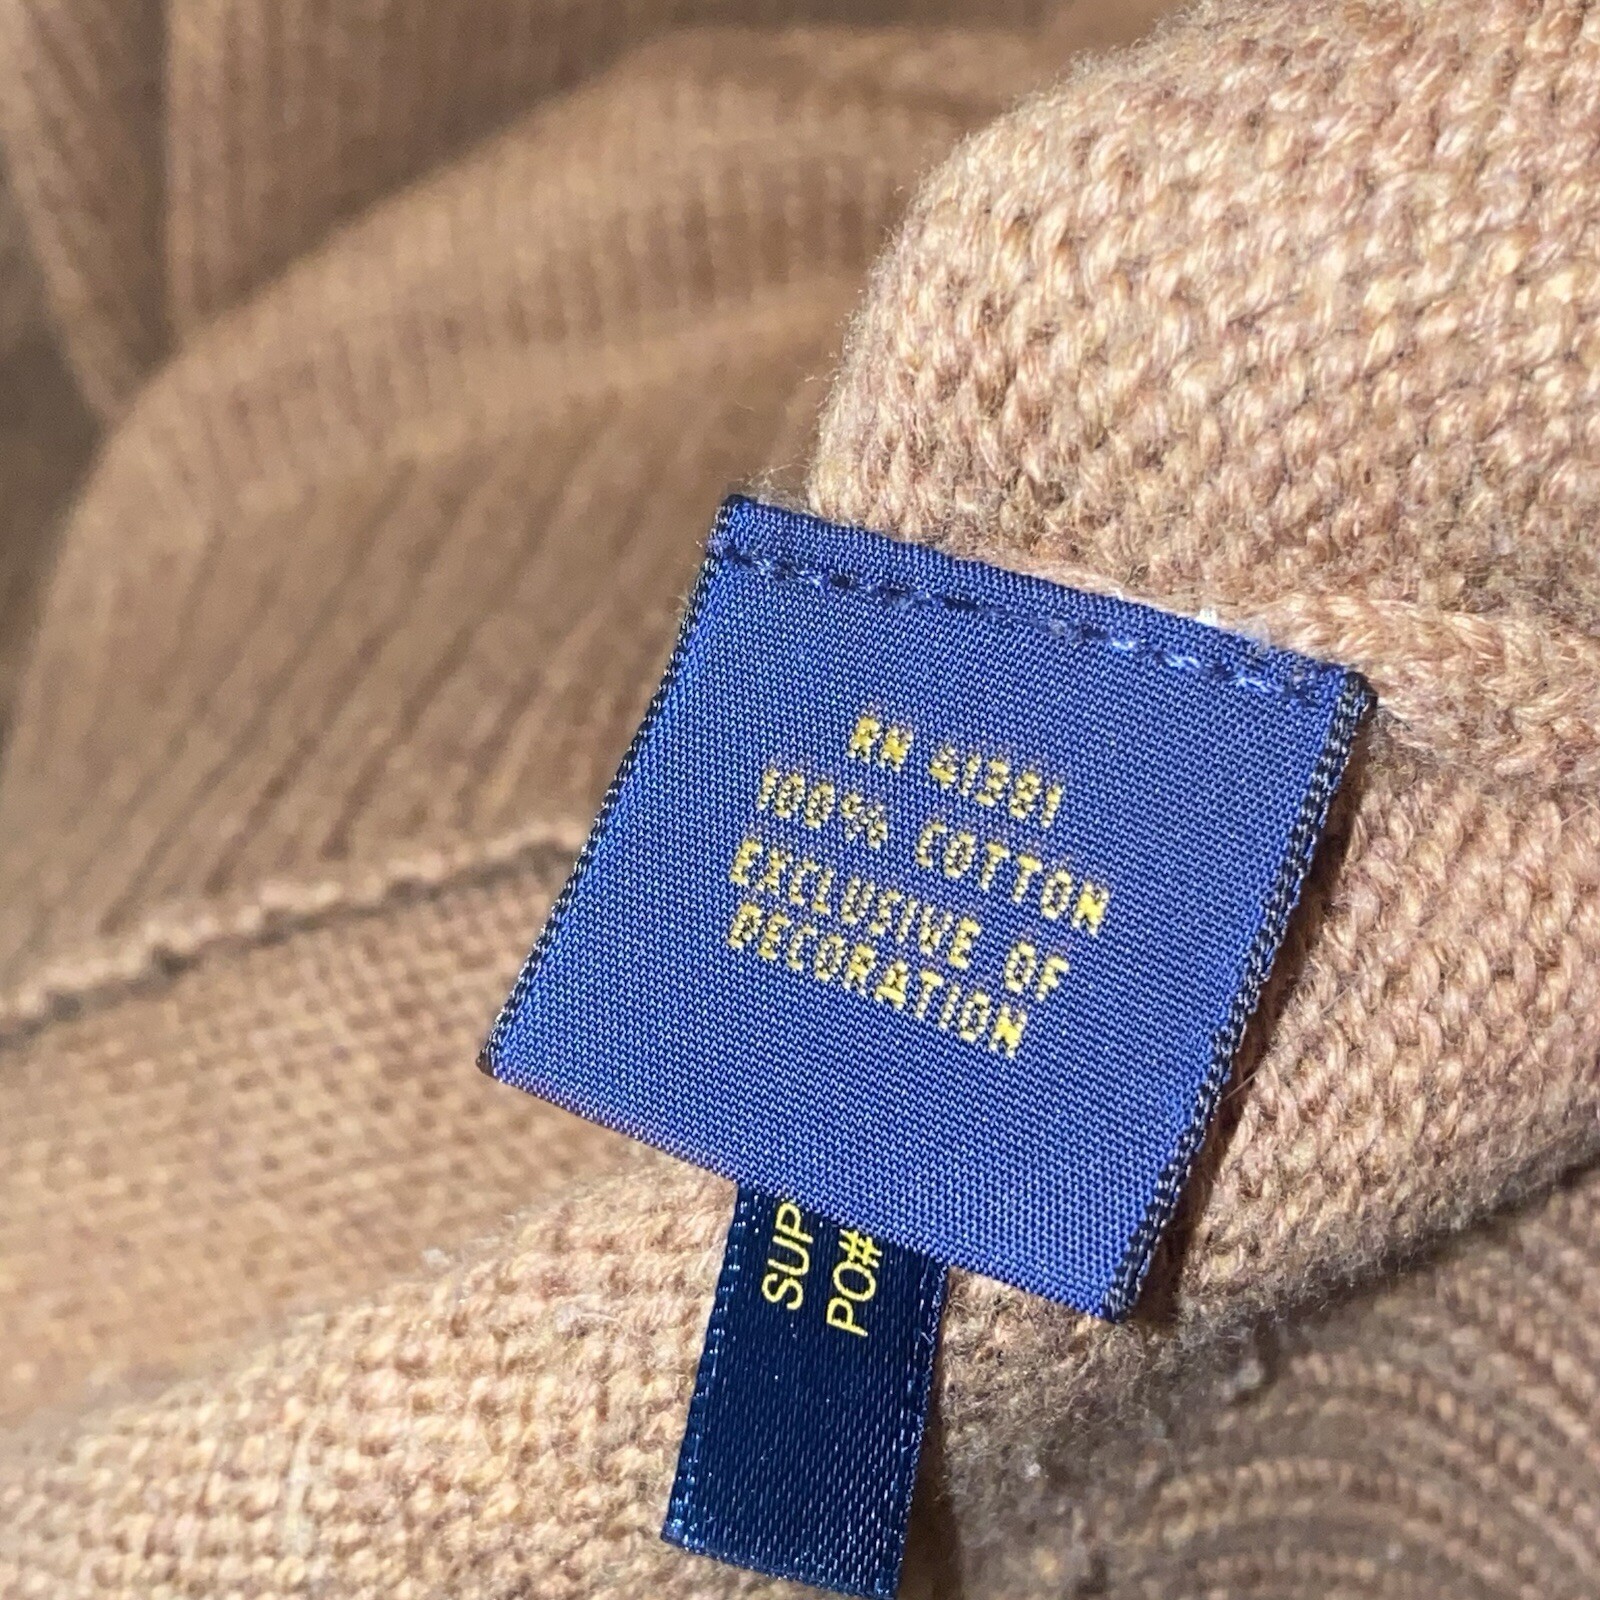 RN 41381
100% COTTON
EXCLUSIVE OF
DECORATION
SUP
PO#